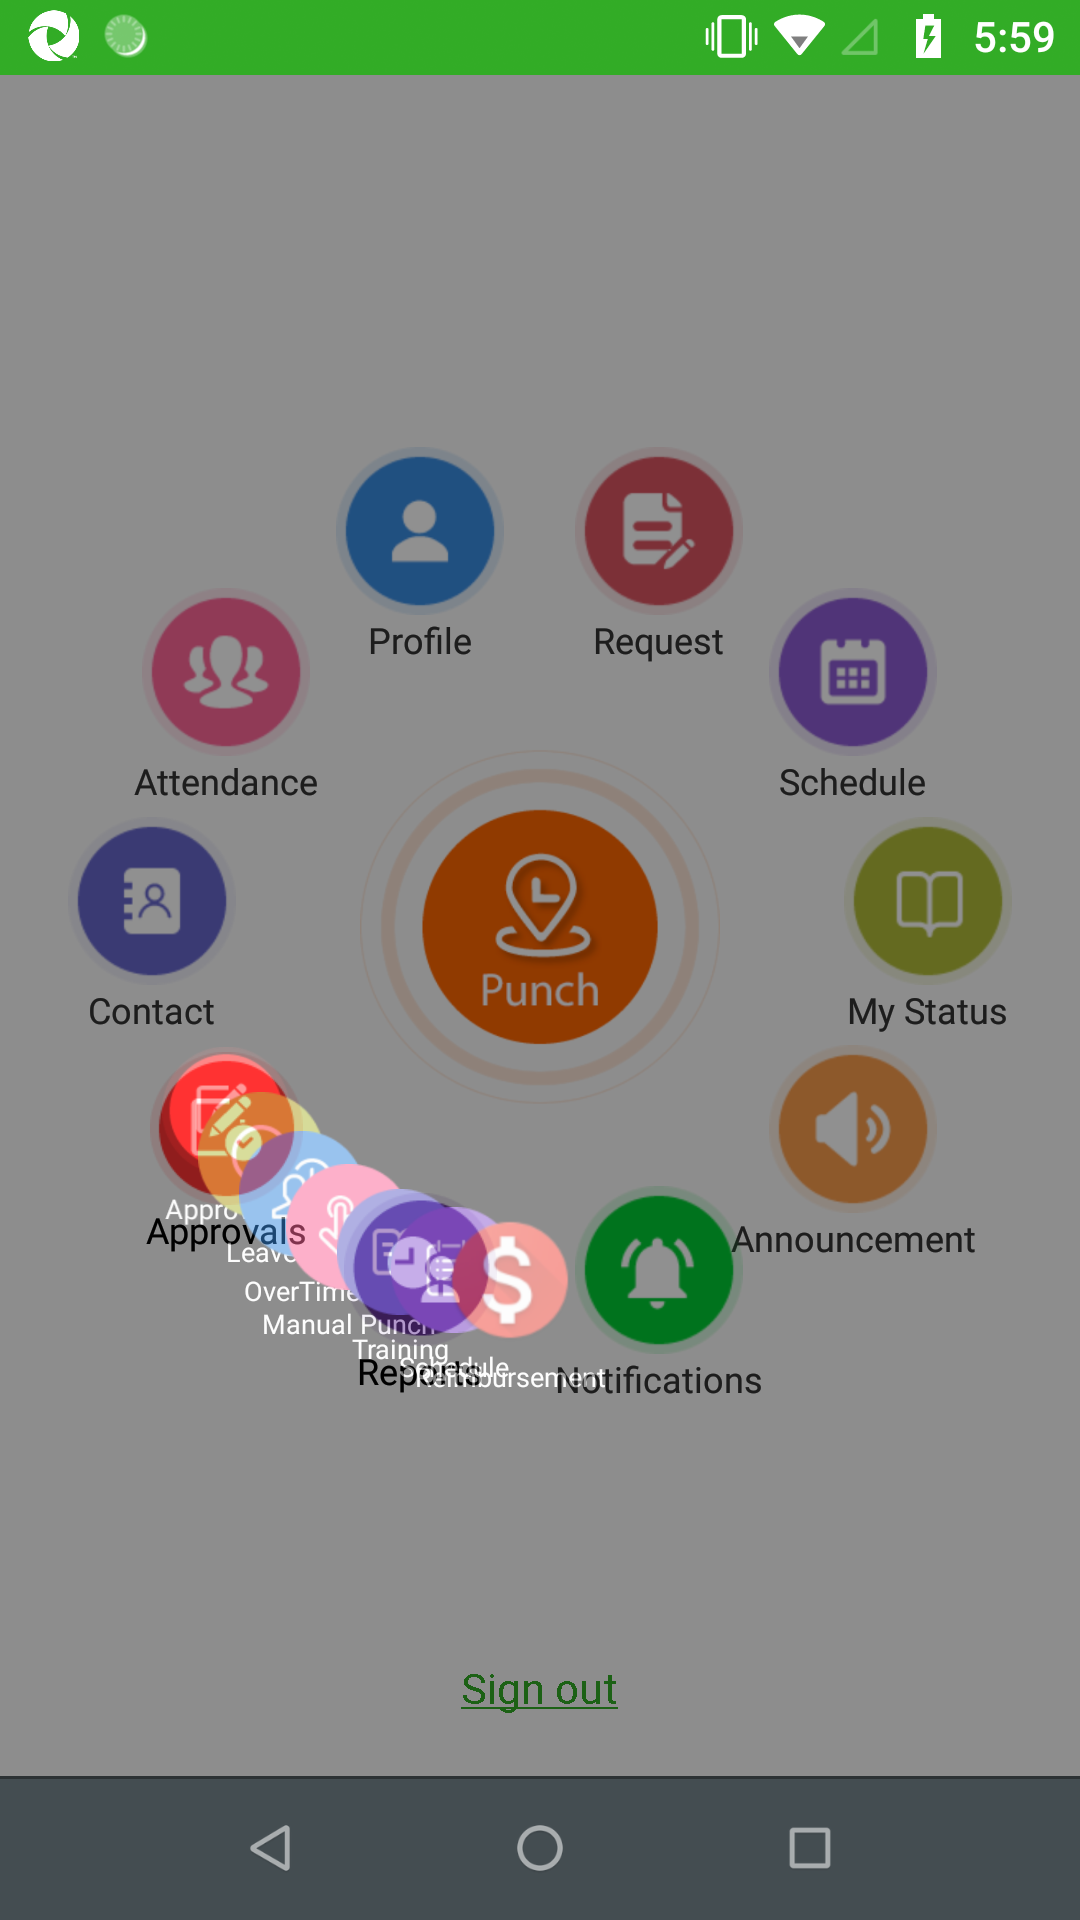 5:59
Profile
Request
Attendance
Schedule
Punch
Contact
My Status
Appro
Approvals
Leave
OverTime
Manual Punch
Training
Schedule
Reports
Reimbursement
Announcement
Notifications
Sign out